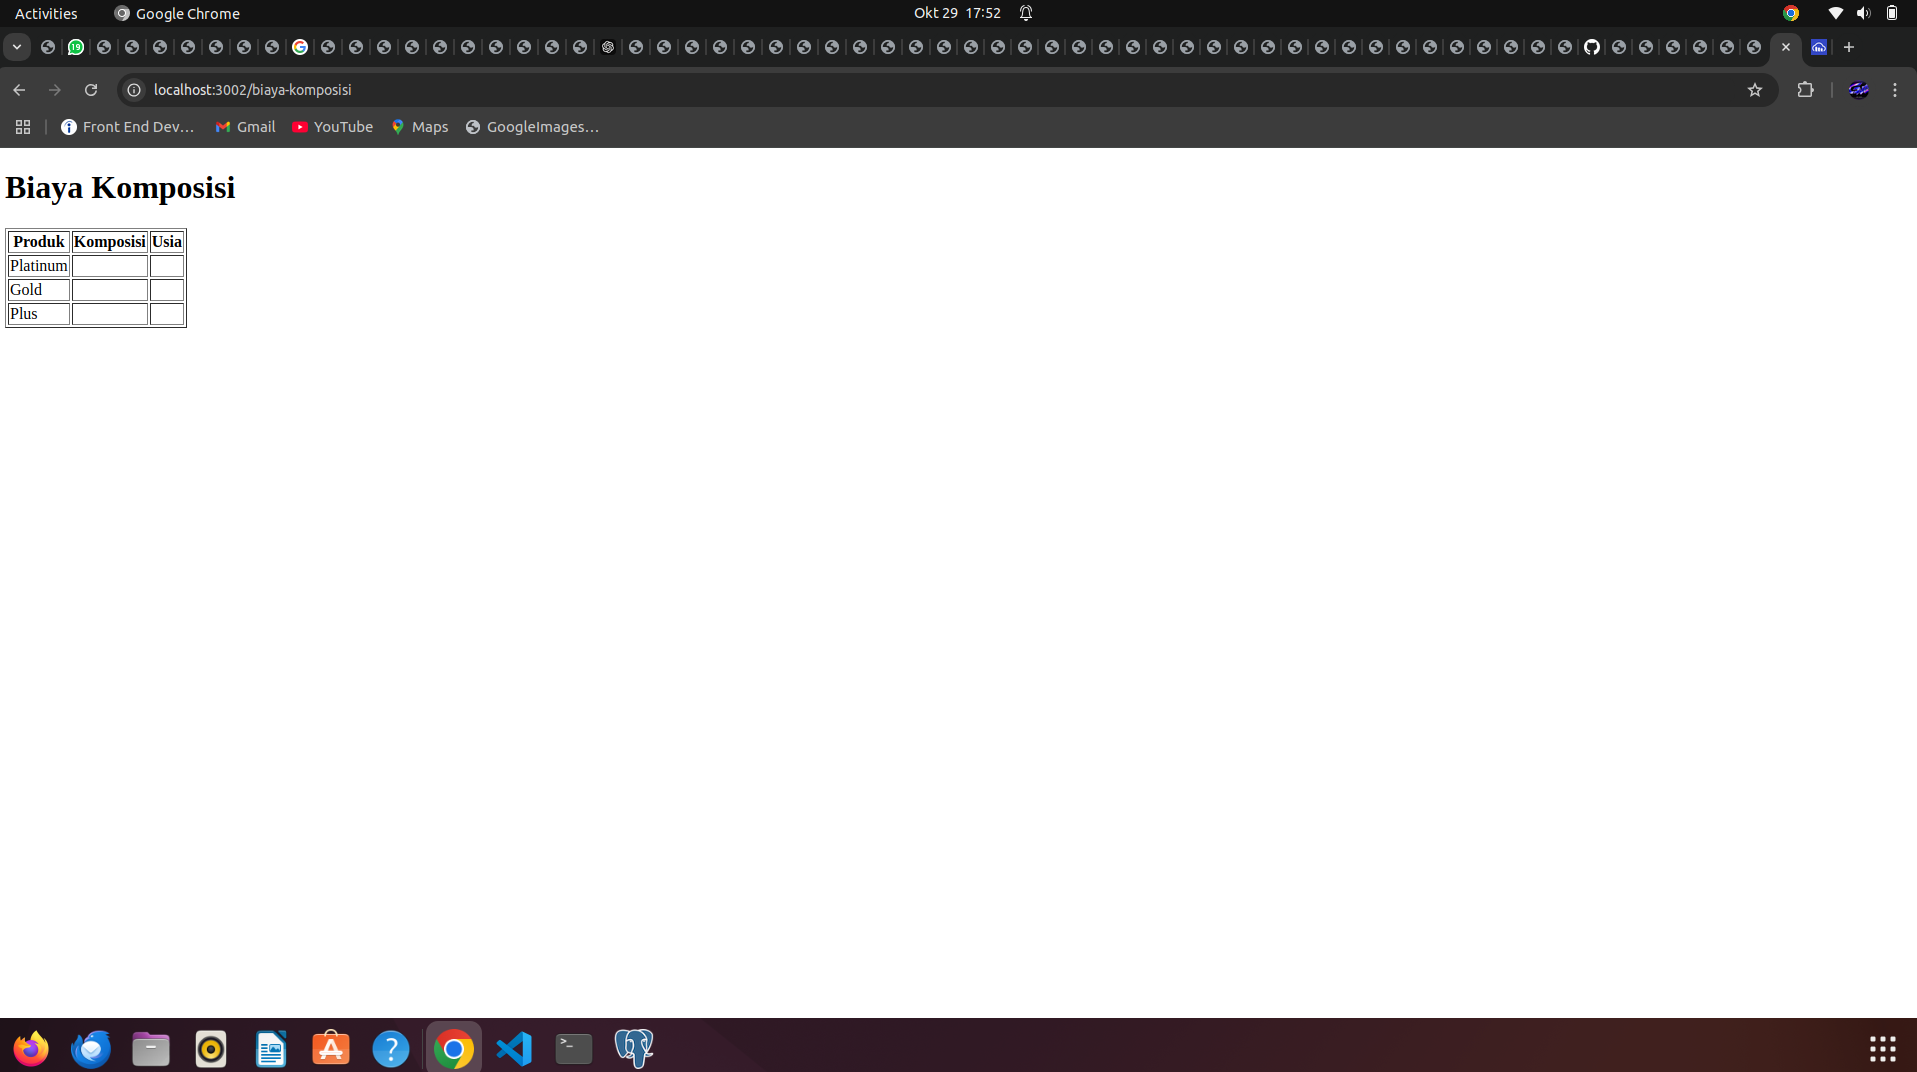 Activities Google Chrome Okt 29 17:52
19
localhost:3002/biaya-komposisi
Front End Dev... Gmail YouTube Maps GoogleImages...
Biaya Komposisi
Produk Komposisi Usia
Platinum
Gold
Plus